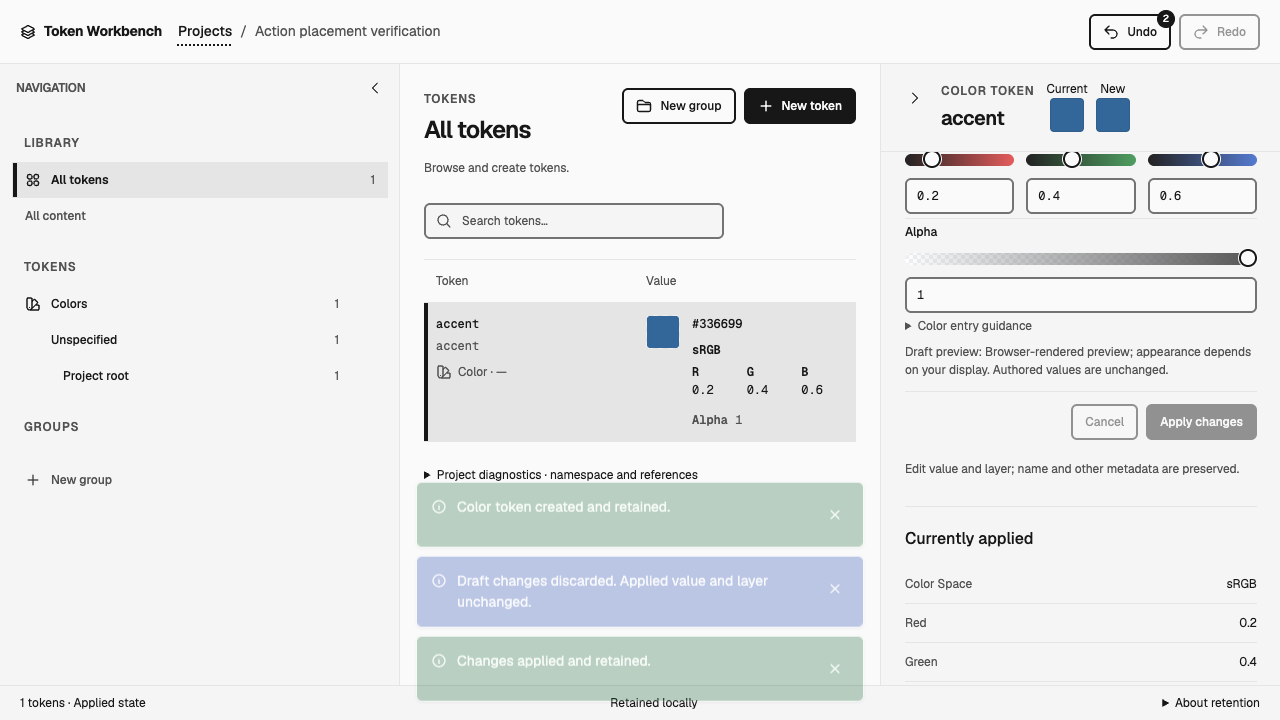 Token Workbench
Projects / Action placement verification
Undo
2
Redo
NAVIGATION
LIBRARY
All tokens
1
All content
TOKENS
Colors
1
Unspecified
1
Project root
1
GROUPS
New group
TOKENS
All tokens
New group
New token
Browse and create tokens.
Search tokens…
Token
Value
accent
accent
Color · —
#336699
sRGB
R G B
0.2 0.4 0.6
Alpha 1
Project diagnostics · namespace and references
Color token created and retained.
Draft changes discarded. Applied value and layer
unchanged.
Changes applied and retained.
COLOR TOKEN
accent
Current
New
0.2
0.4
0.6
Alpha
1
Color entry guidance
Draft preview: Browser-rendered preview; appearance depends
on your display. Authored values are unchanged.
Cancel
Apply changes
Edit value and layer; name and other metadata are preserved.
Currently applied
Color Space
sRGB
Red
0.2
Green
0.4
1 tokens · Applied state
Retained locally
About retention